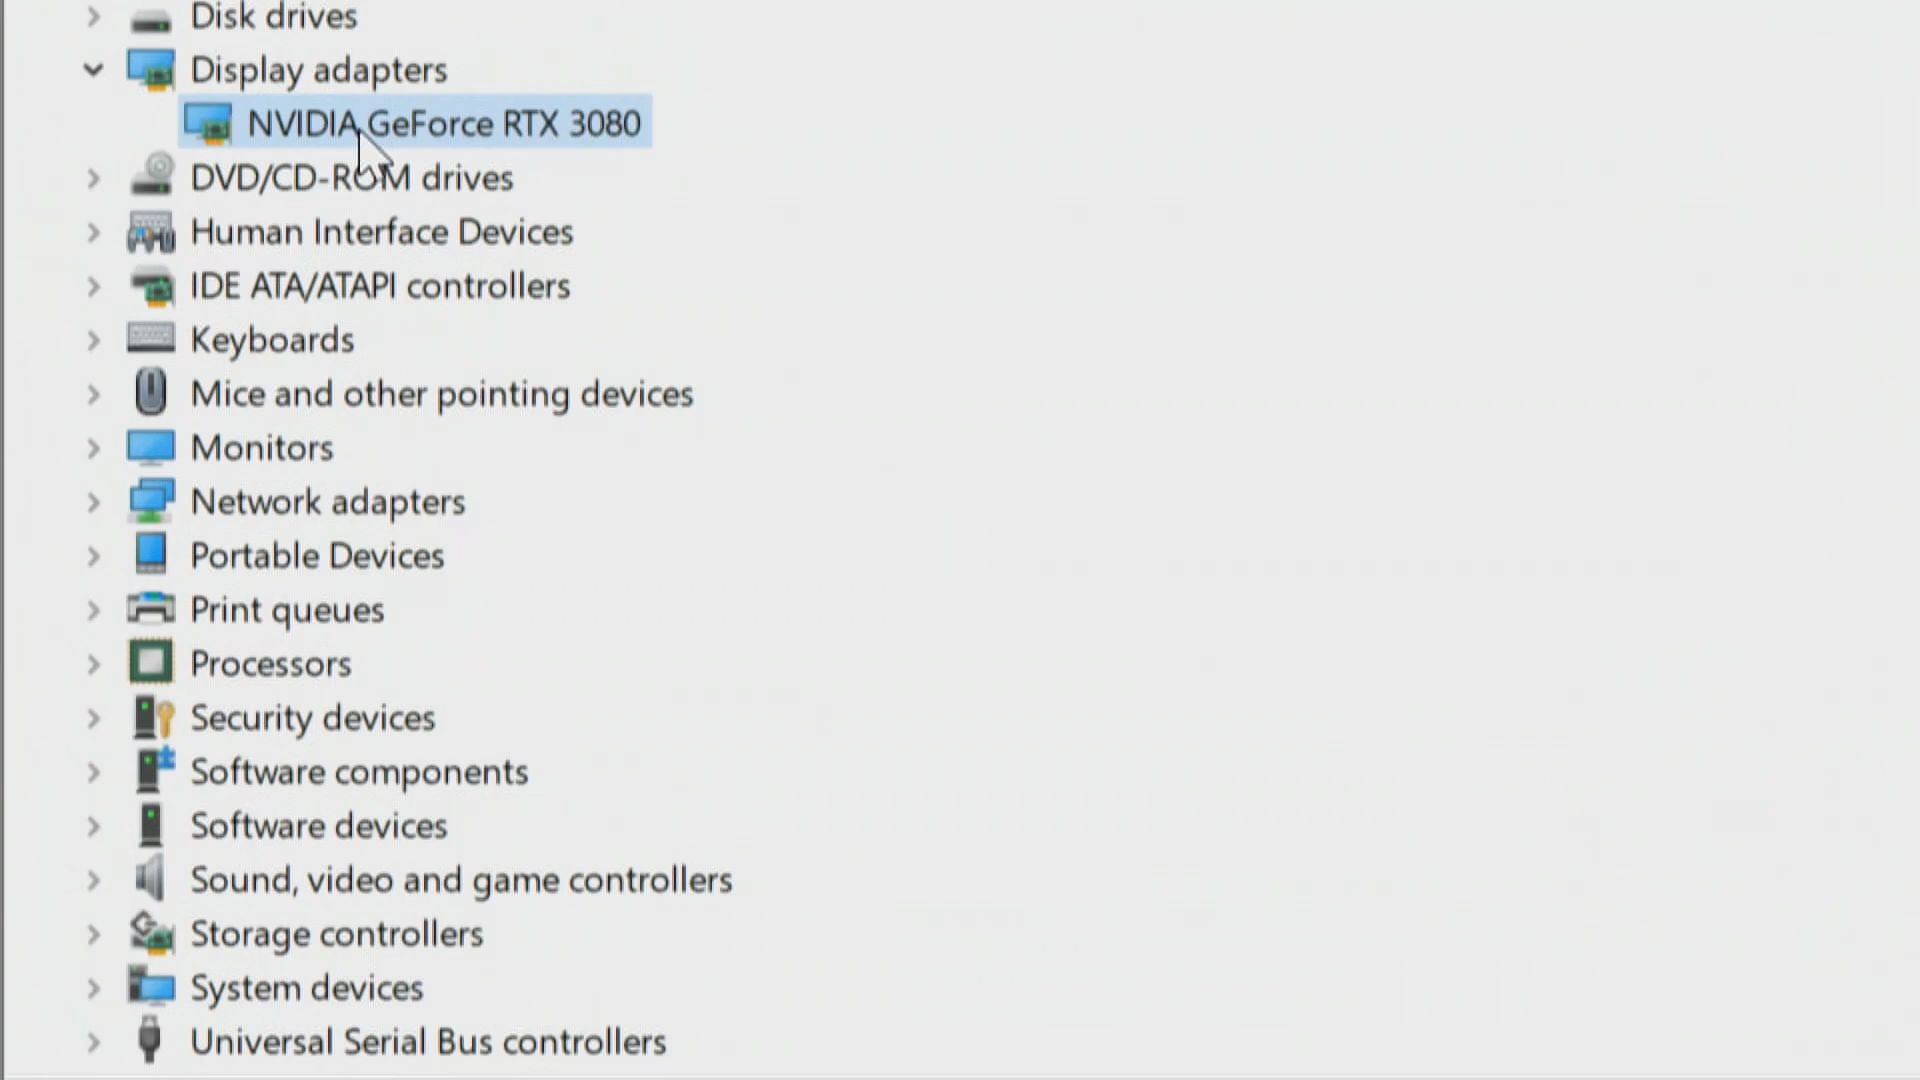 Disk drives
Display adapters
NVIDIA GeForce RTX 3080
DVD/CD-ROM drives
Human Interface Devices
IDE ATA/ATAPI controllers
Keyboards
Mice and other pointing devices
Monitors
Network adapters
Portable Devices
Print queues
Processors
Security devices
Software components
Software devices
Sound, video and game controllers
Storage controllers
System devices
Universal Serial Bus controllers